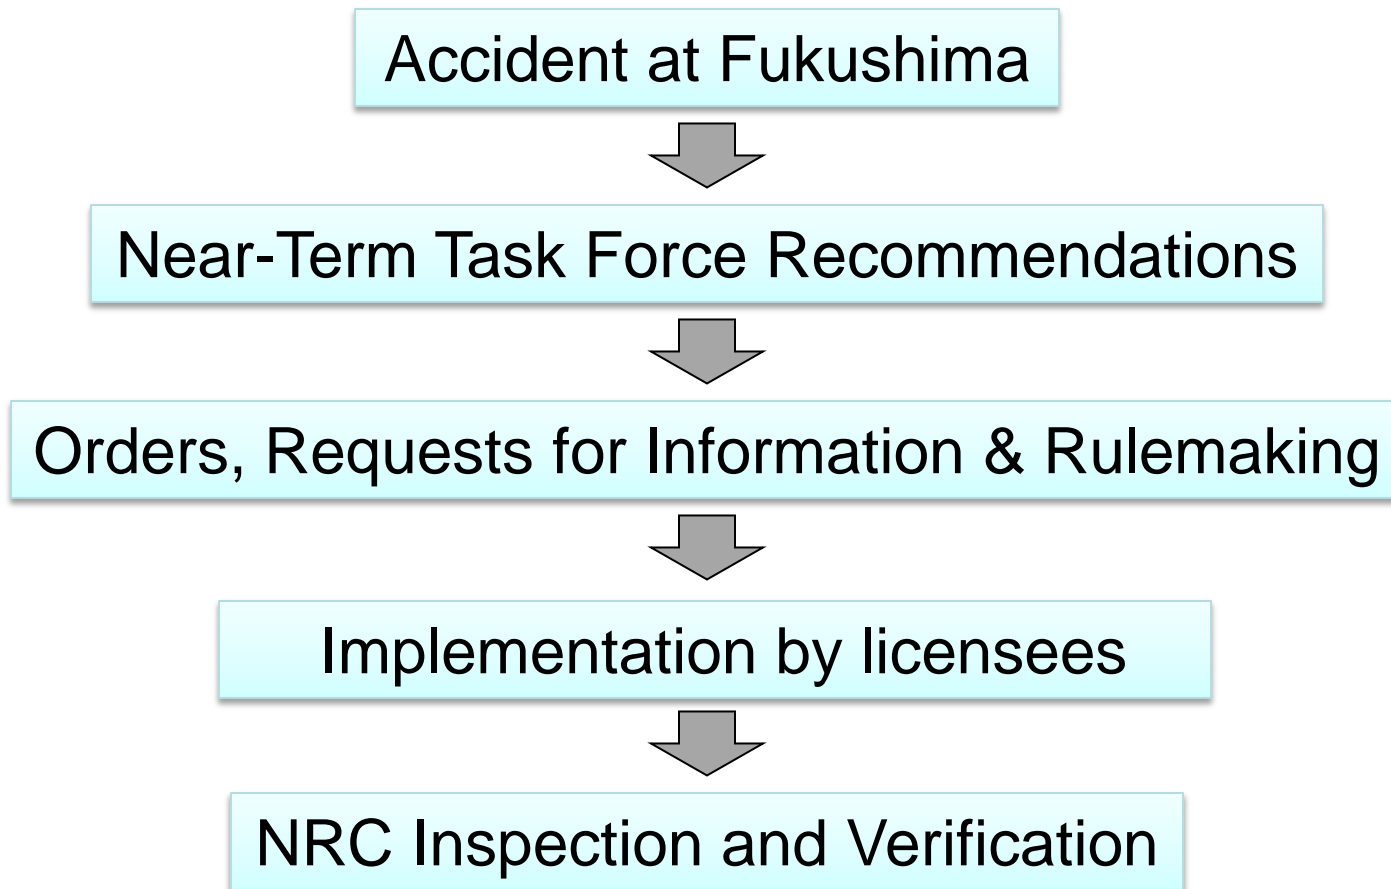 Accident at Fukushima
Near-Term Task Force Recommendations
Orders, Requests for Information & Rulemaking
Implementation by licensees
NRC Inspection and Verification